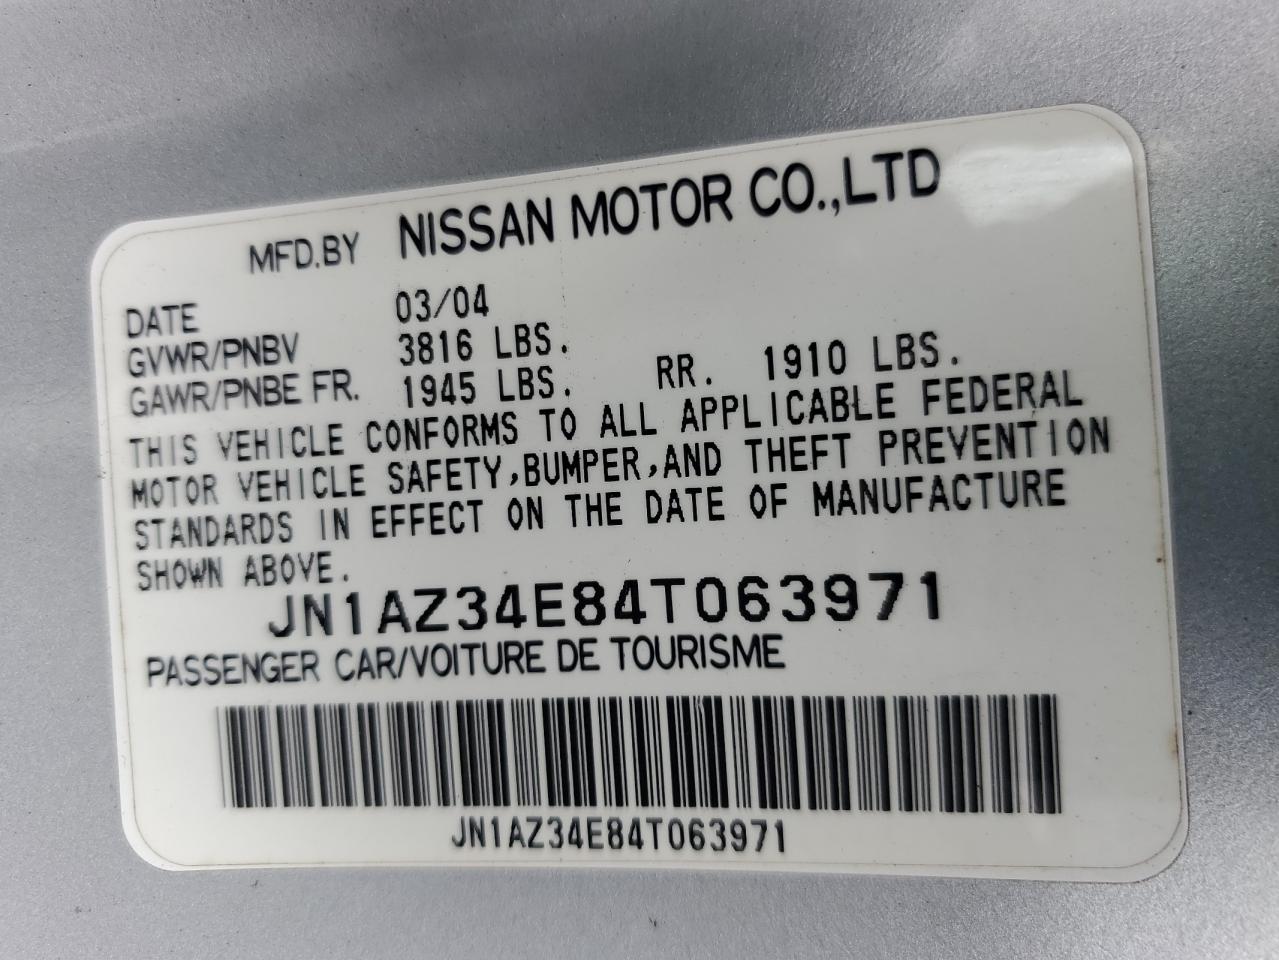 MFD.BY NISSAN MOTOR CO.,LTD
DATE 03/04
GVWR/PNBV 3816 LBS.
GAWR/PNBE FR. 1945 LBS. RR. 1910 LBS.
THIS VEHICLE CONFORMS TO ALL APPLICABLE FEDERAL
MOTOR VEHICLE SAFETY,BUMPER,AND THEFT PREVENTION
STANDARDS IN EFFECT ON THE DATE OF MANUFACTURE
SHOWN ABOVE.
JN1AZ34E84T063971
PASSENGER CAR/VOITURE DE TOURISME
JN1AZ34E84T063971